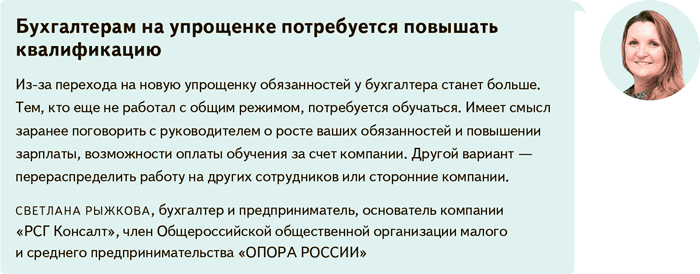 Бухгалтерам на упрощенке потребуется повышать
квалификацию
Из-за перехода на новую упрощенку обязанностей у бухгалтера станет больше.
Тем, кто еще не работал с общим режимом, потребуется обучаться. Имеет смысл
заранее поговорить с руководителем о росте ваших обязанностей и повышении
зарплаты, возможности оплаты обучения за счет компании. Другой вариант —
перераспределить работу на других сотрудников или сторонние компании.
СВЕТЛАНА РЫЖКОВА, бухгалтер и предприниматель, основатель компании
«РСГ Консалт», член Общероссийской общественной организации малого
и среднего предпринимательства «ОПОРА РОССИИ»